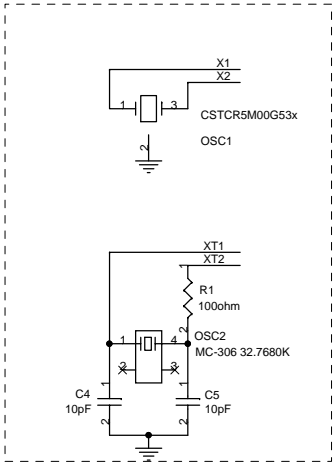 X1
X2
1 3
CSTCR5M00G53x
2
OSC1
XT1
XT2
1
R1
100ohm
2
OSC2
1 4
MC-306 32.7680K
2 3
1 1
C4 C5
10pF 10pF
2 2